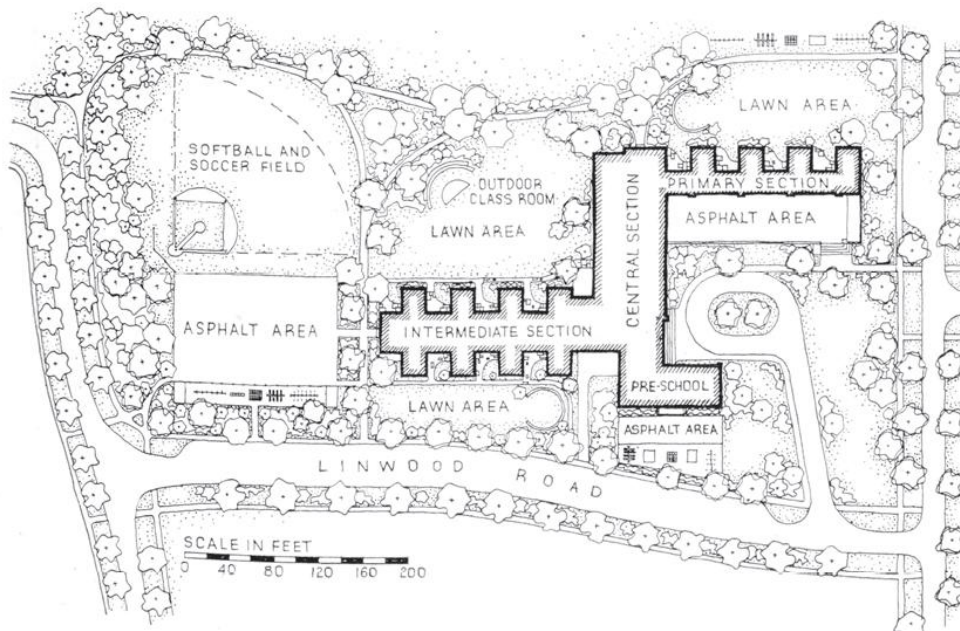 LAWN AREA
SOFTBALL AND
SOCCER FIELD
OUTDOOR
CLASS ROOM
LAWN AREA
PRIMARY SECTION
ASPHALT AREA
CENTRAL SECTION
ASPHALT AREA
INTERMEDIATE SECTION
PRE-SCHOOL
LAWN AREA
ASPHALT AREA
LINWOOD ROAD
SCALE IN FEET
0 40 80 120 160 200